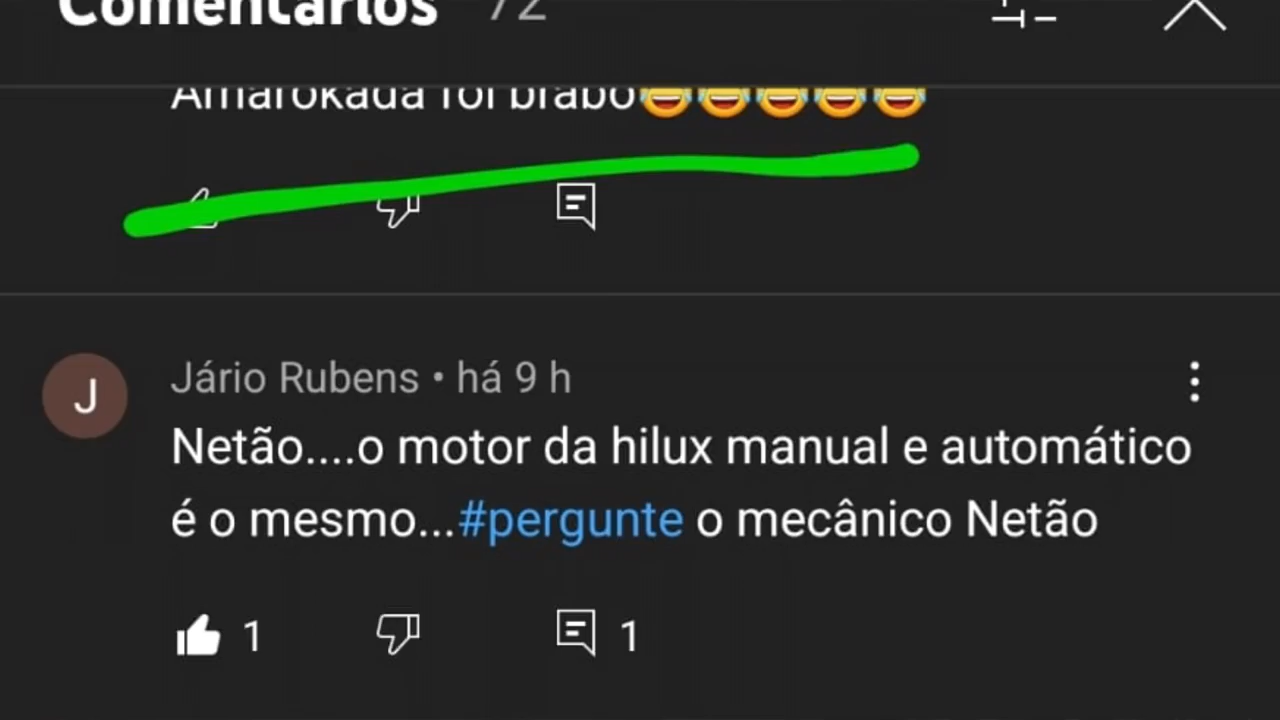 Comentários 72
Amarokada foi brabo😂😂😂😂😂
J
Jário Rubens • há 9 h
Netão....o motor da hilux manual e automático
é o mesmo...#pergunte o mecânico Netão
1 1